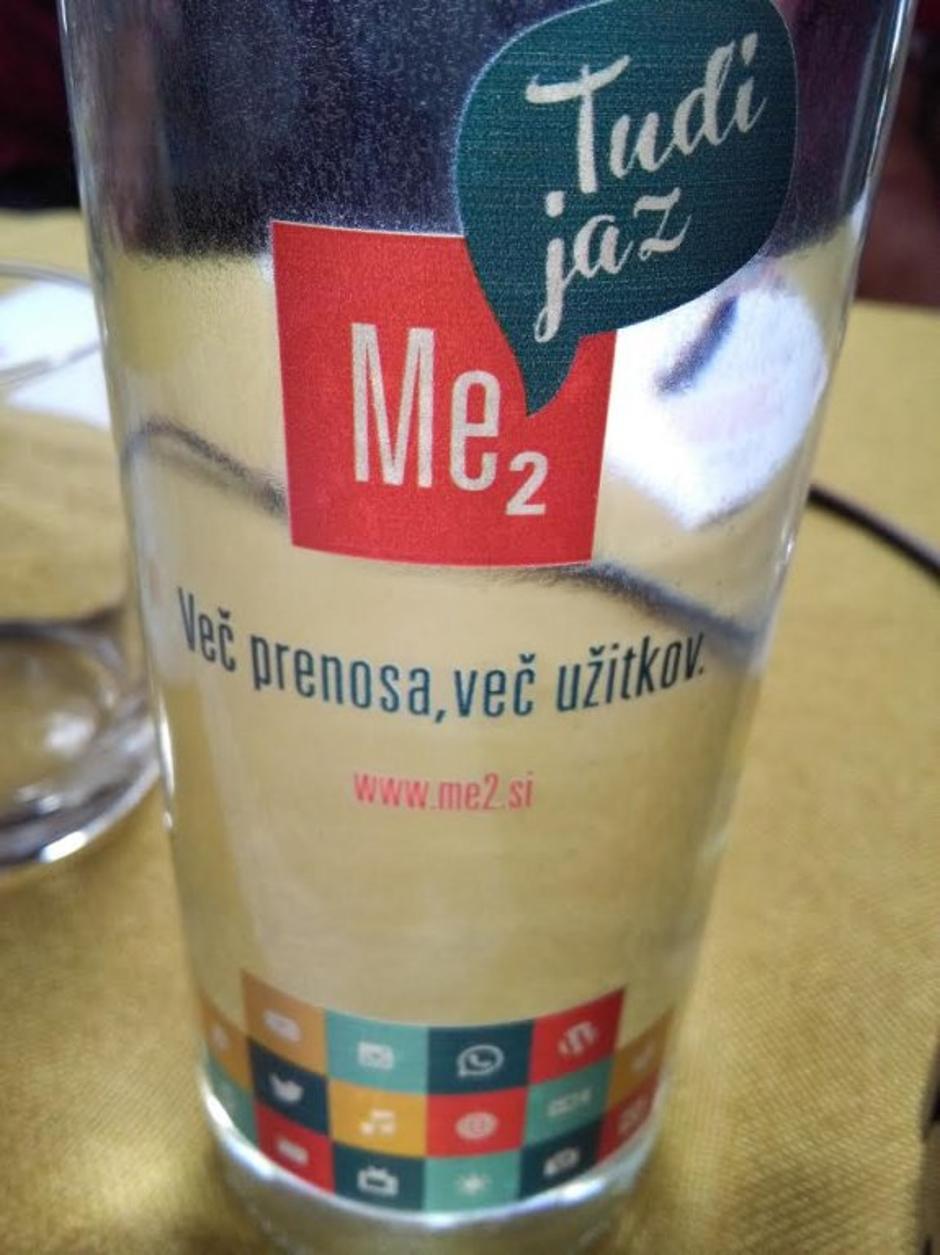 Tudi
jaz
Me2
Več prenosa, več užitkov.
www.me2.si